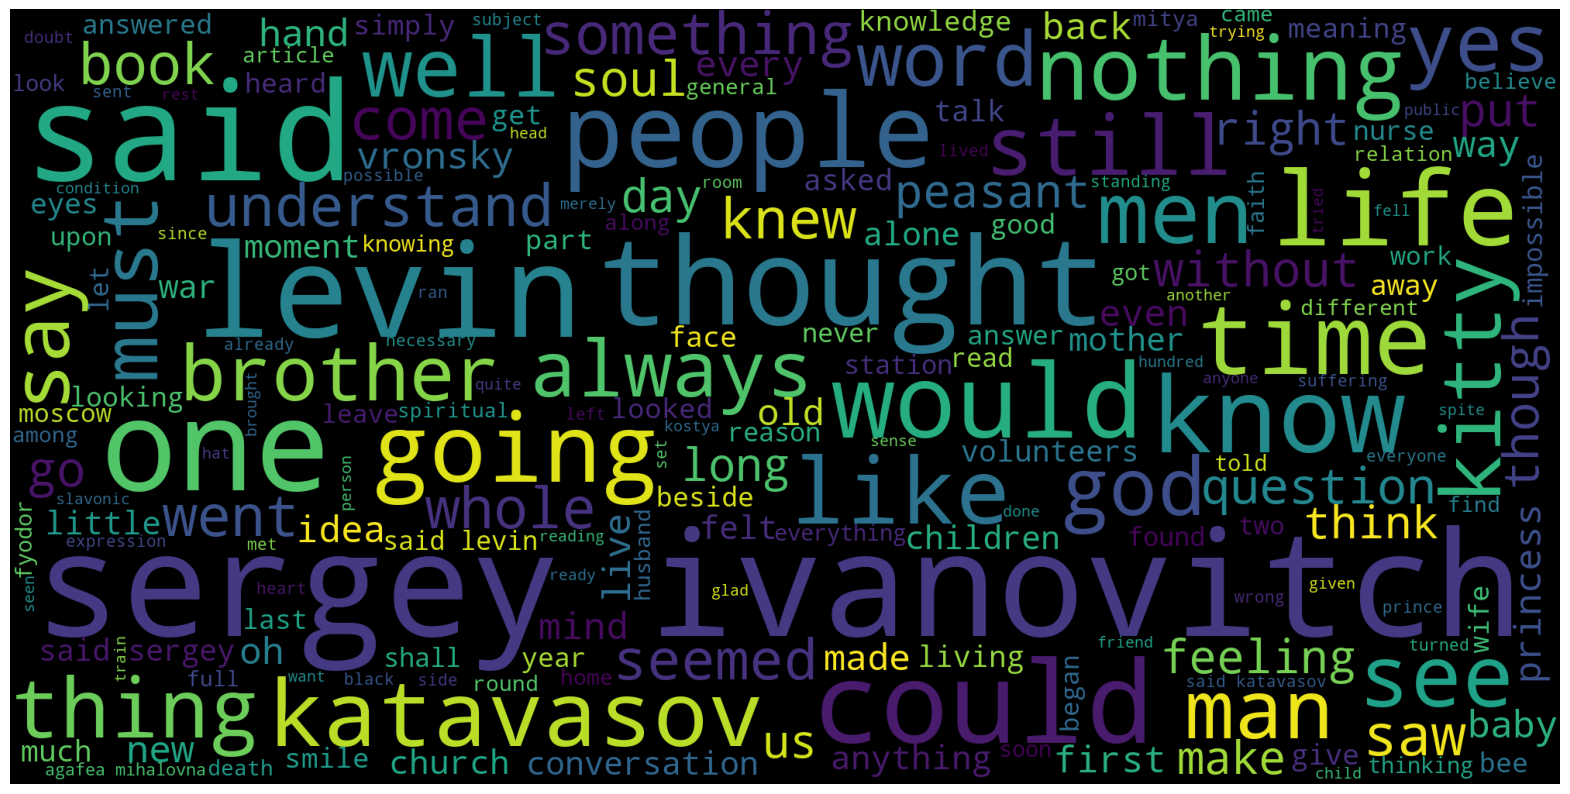 doubt answered hand simply subject something knowledge mitya came back trying meaning yes
look book article heard well every word nothing believe
sent rest soul general
said come get head people talk still right public nurse put way
vronsky possible lived relation
condition understand day room asked peasant standing men faith life tried impossible
eyes merely along knew alone good fell
upon since moment knowing part
must let war levin ran thought got without work kitty
say another away different
already necessary face never answer mother even time though
brother always station read hundred
looking quite would know anyone suffering
moscow leave spiritual left looked old spite
among brought one going kostya reason sense
go hat set long like volunteers god told everyone
slavonic person whole beside question find
fyodor little went idea live done princess though
expression met said levin reading husband felt everything children found two think
seen heart sergey ivanovitch ready glad wrong given prince
last mind
said sergey oh shall year seemed made living friend feeling turned wife
train full want black side round home began said katavasov see
thing katavasov us could man saw baby
much new smile church conversation anything soon first make give thinking bee
agafea mihalovna death child